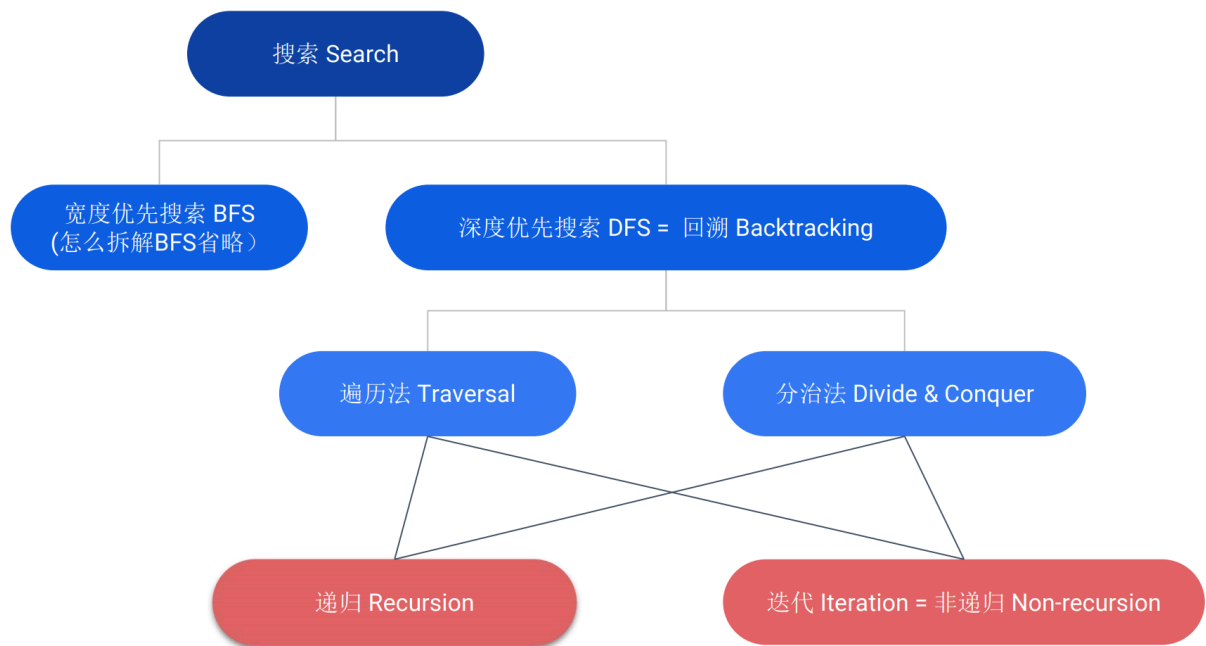 搜索 Search
宽度优先搜索 BFS
(怎么拆解BFS省略）
深度优先搜索 DFS = 回溯 Backtracking
遍历法 Traversal
分治法 Divide & Conquer
递归 Recursion
迭代 Iteration = 非递归 Non-recursion